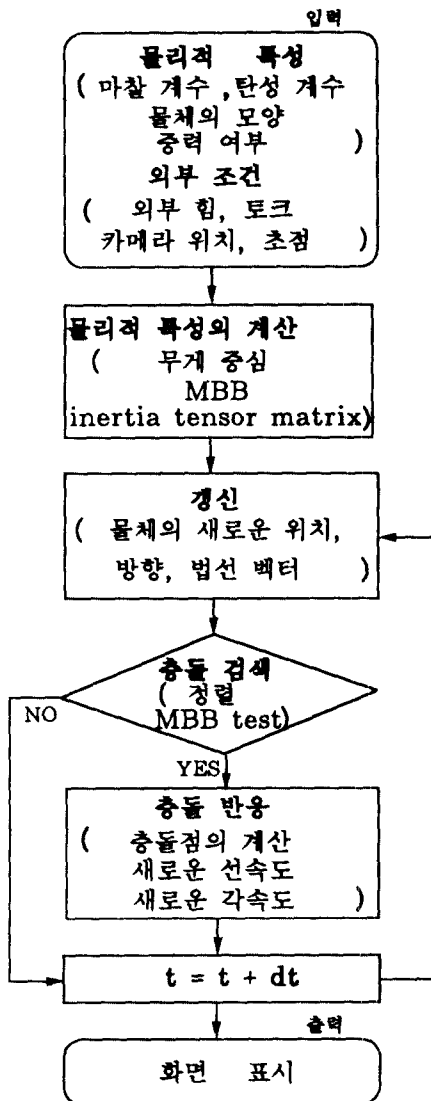 입력
물리적 특성
( 마찰 계수 ,탄성 계수
물체의 모양
중력 여부 )
외부 조건
( 외부 힘, 토크
카메라 위치, 초점 )
물리적 특성의 계산
( 무게 중심
MBB
inertia tensor matrix)
갱신
( 물체의 새로운 위치,
방향, 법선 벡터 )
충돌 검색
( 정렬
MBB test)
NO
YES
충돌 반응
( 충돌점의 계산
새로운 선속도
새로운 각속도 )
t = t + dt
출력
화면 표시